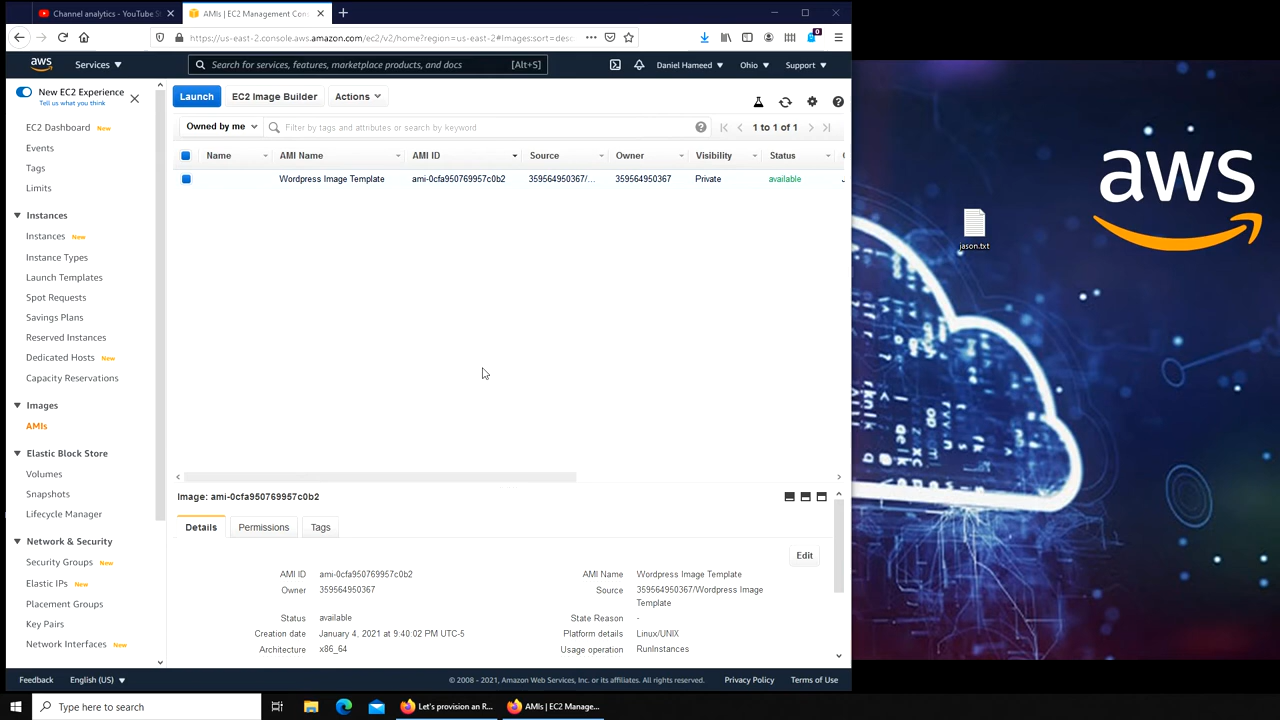 Channel analytics - YouTube St
AMIs | EC2 Management Con
https://us-east-2.console.aws.amazon.com/ec2/v2/home?region=us-east-2#Images:sort=desc
0
aws
Services
Search for services, features, marketplace products, and docs
[Alt+S]
Daniel Hameed
Ohio
Support
New EC2 Experience
Tell us what you think
EC2 Dashboard New
Events
Tags
Limits
Instances
Instances New
Instance Types
Launch Templates
Spot Requests
Savings Plans
Reserved Instances
Dedicated Hosts New
Capacity Reservations
Images
AMIs
Elastic Block Store
Volumes
Snapshots
Lifecycle Manager
Network & Security
Security Groups New
Elastic IPs New
Placement Groups
Key Pairs
Network Interfaces New
Launch
EC2 Image Builder
Actions
Owned by me
Filter by tags and attributes or search by keyword
1 to 1 of 1
Name AMI Name AMI ID Source Owner Visibility Status
Wordpress Image Template ami-0cfa950769957c0b2 359564950367/... 359564950367 Private available
Image: ami-0cfa950769957c0b2
Details Permissions Tags
Edit
AMI ID ami-0cfa950769957c0b2
Owner 359564950367
Status available
Creation date January 4, 2021 at 9:40:02 PM UTC-5
Architecture x86_64
AMI Name Wordpress Image Template
Source 359564950367/Wordpress Image
Template
State Reason -
Platform details Linux/UNIX
Usage operation RunInstances
Feedback
English (US)
© 2008 - 2021, Amazon Web Services, Inc. or its affiliates. All rights reserved.
Privacy Policy
Terms of Use
Type here to search
Let's provision an R...
AMIs | EC2 Manage...
aws
jason.txt